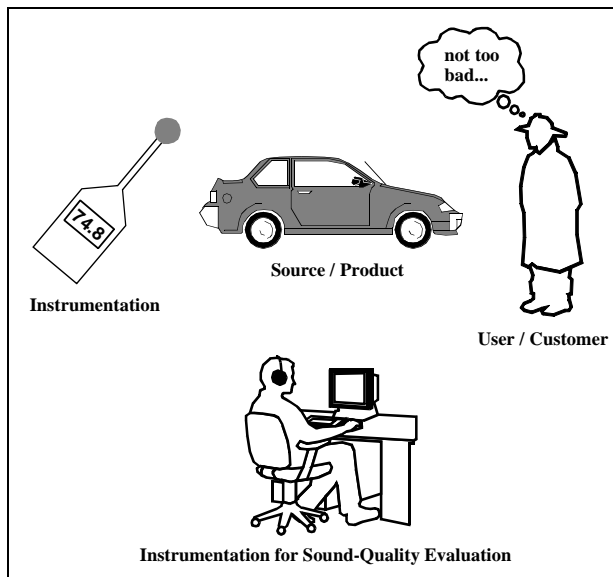 not too
bad...
74.8
Source / Product
Instrumentation
User / Customer
Instrumentation for Sound-Quality Evaluation